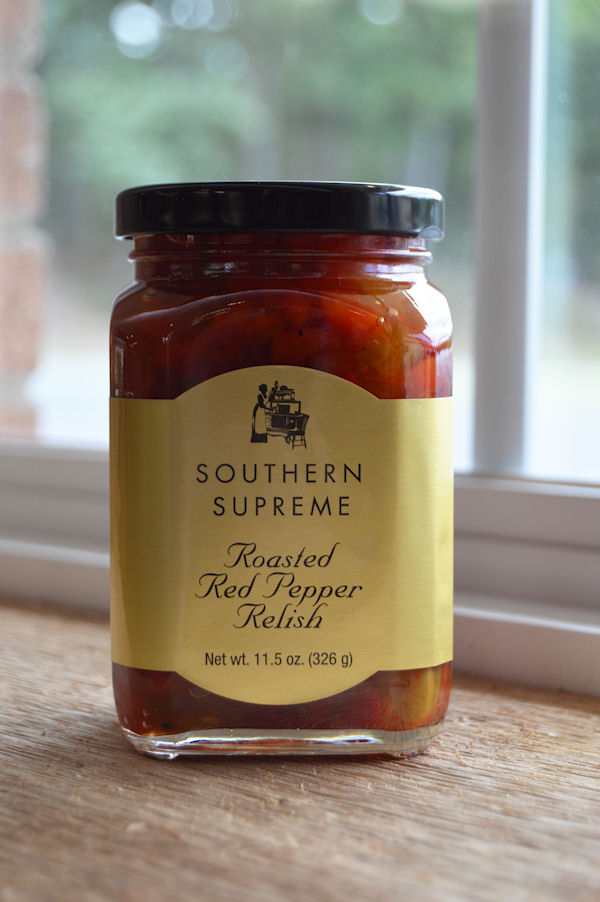 SOUTHERN
SUPREME
Roasted
Red Pepper
Relish
Net wt. 11.5 oz. (326 g)